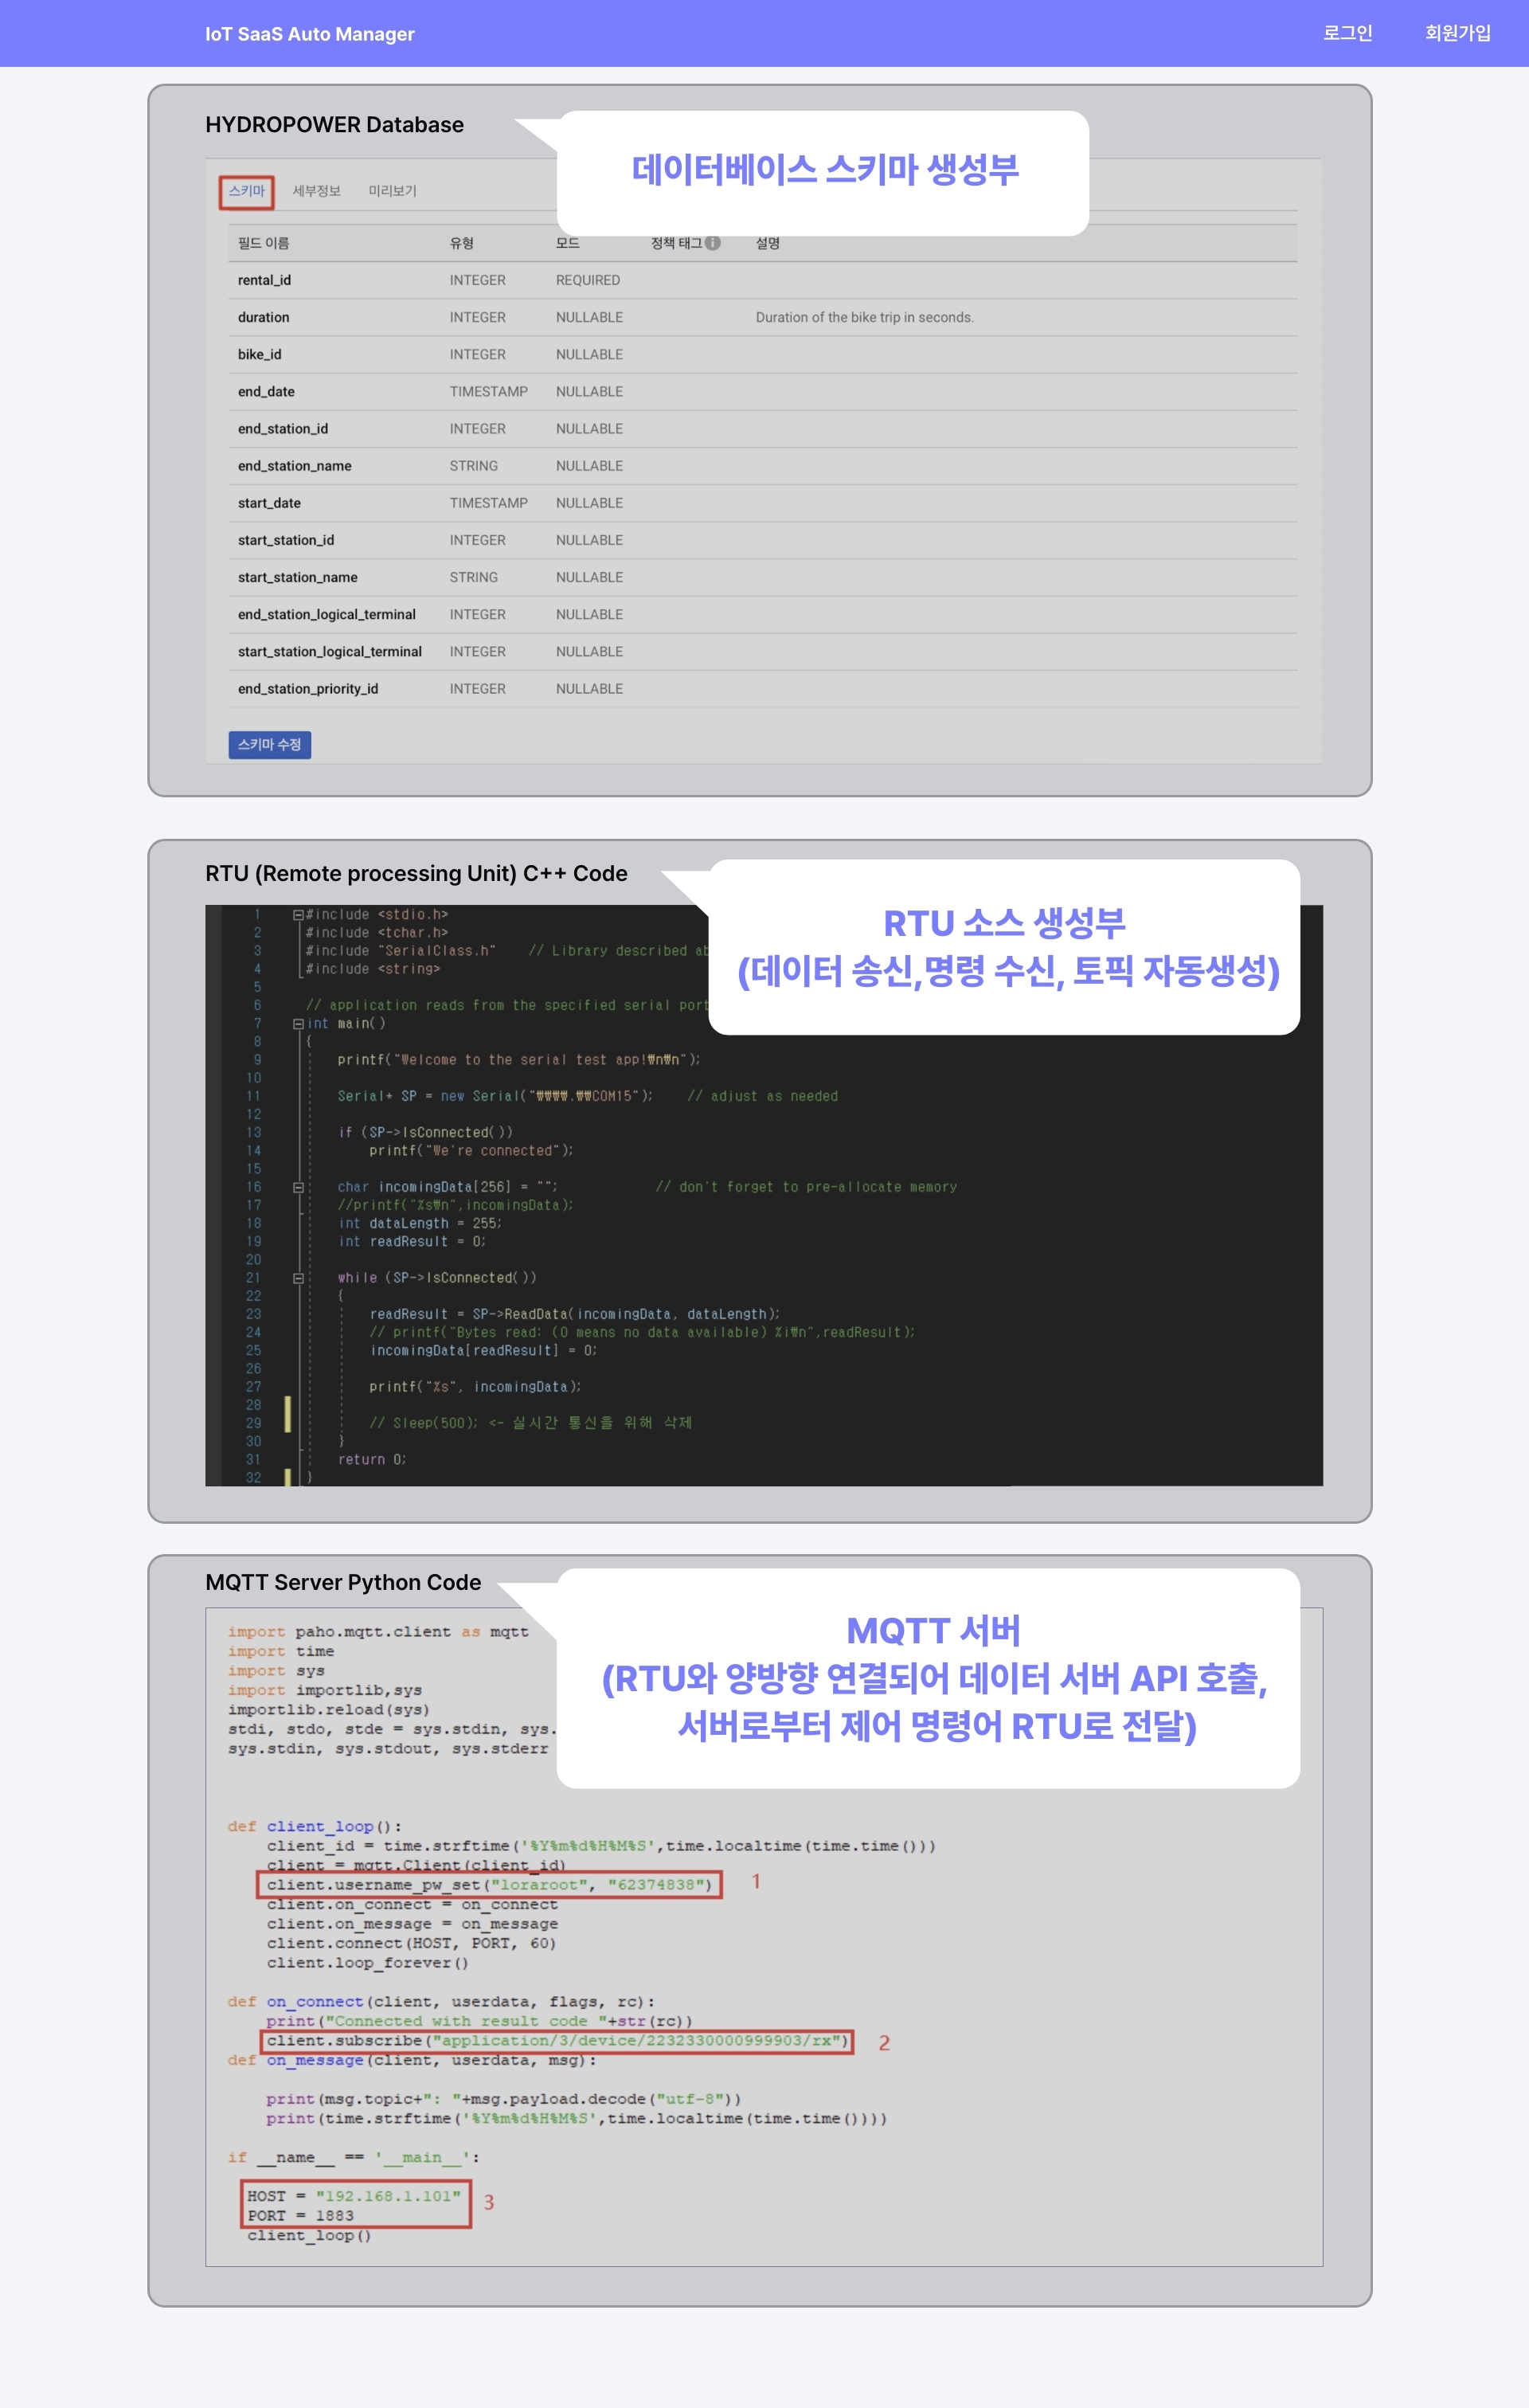 IoT SaaS Auto Manager
로그인 회원가입
HYDROPOWER Database
데이터베이스 스키마 생성부
스키마 세부정보 미리보기
필드 이름 유형 모드 정책 태그 설명
rental_id INTEGER REQUIRED
duration INTEGER NULLABLE Duration of the bike trip in seconds.
bike_id INTEGER NULLABLE
end_date TIMESTAMP NULLABLE
end_station_id INTEGER NULLABLE
end_station_name STRING NULLABLE
start_date TIMESTAMP NULLABLE
start_station_id INTEGER NULLABLE
start_station_name STRING NULLABLE
end_station_logical_terminal INTEGER NULLABLE
start_station_logical_terminal INTEGER NULLABLE
end_station_priority_id INTEGER NULLABLE
스키마 수정
RTU (Remote processing Unit) C++ Code
RTU 소스 생성부
(데이터 송신,명령 수신, 토픽 자동생성)
1 #include <stdio.h>
2 #include <tchar.h>
3 #include "SerialClass.h" // Library described
4 #include <string>
5
6 // application reads from the specified serial port
7 int main()
8 {
9 printf("Welcome to the serial test app!₩n₩n");
10
11 Serial* SP = new Serial("₩₩₩₩.₩₩COM15"); // adjust as needed
12
13 if (SP->IsConnected())
14 printf("We're connected");
15
16 char incomingData[256] = ""; // don't forget to pre-allocate memory
17 //printf("%s₩n",incomingData);
18 int dataLength = 255;
19 int readResult = 0;
20
21 while (SP->IsConnected())
22 {
23 readResult = SP->ReadData(incomingData, dataLength);
24 // printf("Bytes read: (0 means no data available) %i₩n",readResult);
25 incomingData[readResult] = 0;
26
27 printf("%s", incomingData);
28
29 // Sleep(500); <- 실시간 통신을 위해 삭제
30 }
31 return 0;
32 }
MQTT Server Python Code
MQTT 서버
(RTU와 양방향 연결되어 데이터 서버 API 호출,
서버로부터 제어 명령어 RTU로 전달)
import paho.mqtt.client as mqtt
import time
import sys
import importlib,sys
importlib.reload(sys)
stdi, stdo, stde = sys.stdin, sys.
sys.stdin, sys.stdout, sys.stderr
def client_loop():
client_id = time.strftime('%Y%m%d%H%M%S',time.localtime(time.time()))
client = mqtt.Client(client_id)
client.username_pw_set("loraroot", "62374838") 1
client.on_connect = on_connect
client.on_message = on_message
client.connect(HOST, PORT, 60)
client.loop_forever()
def on_connect(client, userdata, flags, rc):
print("Connected with result code "+str(rc))
client.subscribe("application/3/device/2232330000999903/rx") 2
def on_message(client, userdata, msg):
print(msg.topic+": "+msg.payload.decode("utf-8"))
print(time.strftime('%Y%m%d%H%M%S',time.localtime(time.time())))
if __name__ == '__main__':
HOST = "192.168.1.101" 3
PORT = 1883
client_loop()